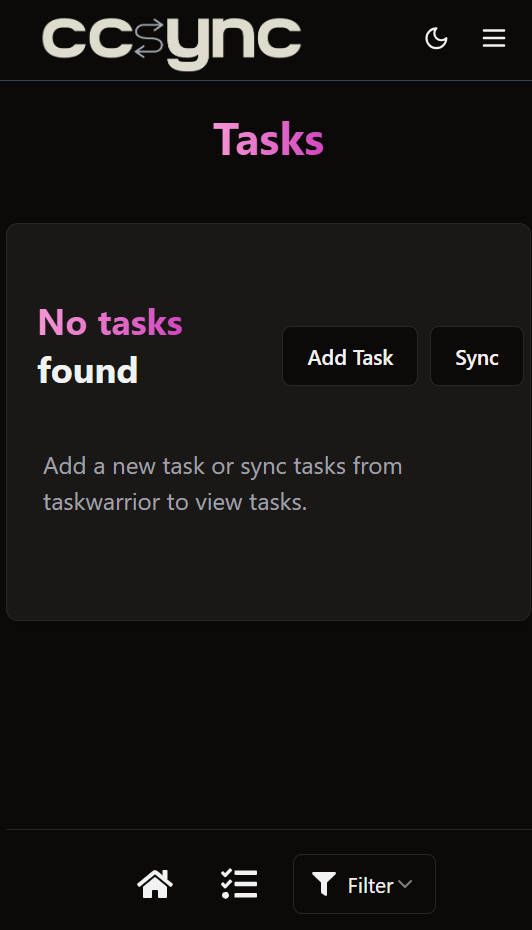 ccsync
Tasks
No tasks
found
Add Task
Sync
Add a new task or sync tasks from
taskwarrior to view tasks.
Filter